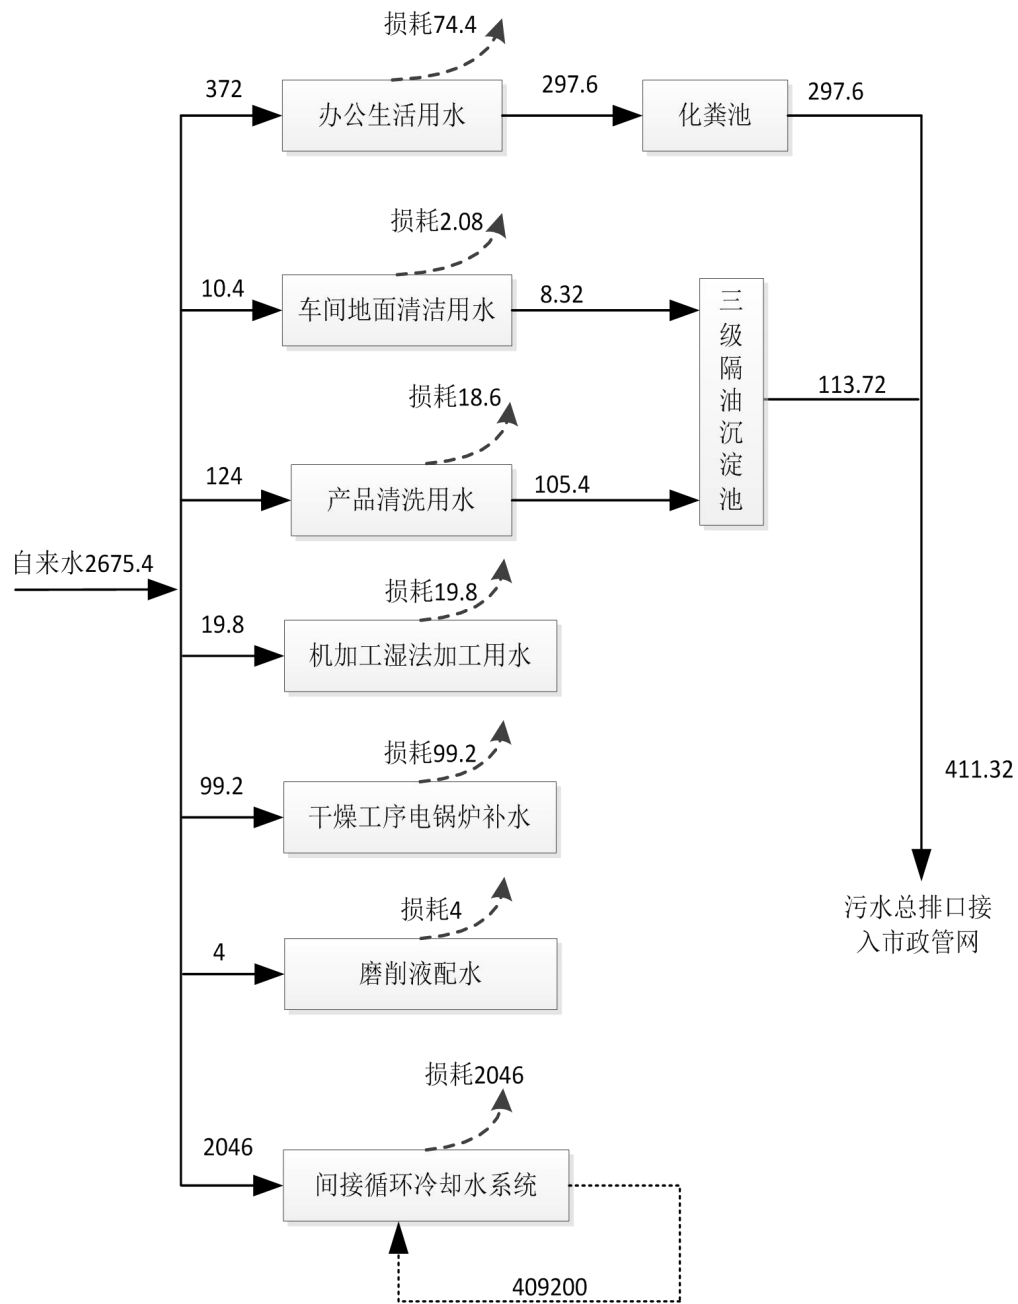 损耗74.4
372
办公生活用水
297.6
化粪池
297.6
损耗2.08
10.4
车间地面清洁用水
8.32
三级隔油沉淀池
113.72
损耗18.6
124
产品清洗用水
105.4
自来水2675.4
损耗19.8
19.8
机加工湿法加工用水
损耗99.2
99.2
干燥工序电锅炉补水
411.32
污水总排口接
入市政管网
损耗4
4
磨削液配水
损耗2046
2046
间接循环冷却水系统
409200